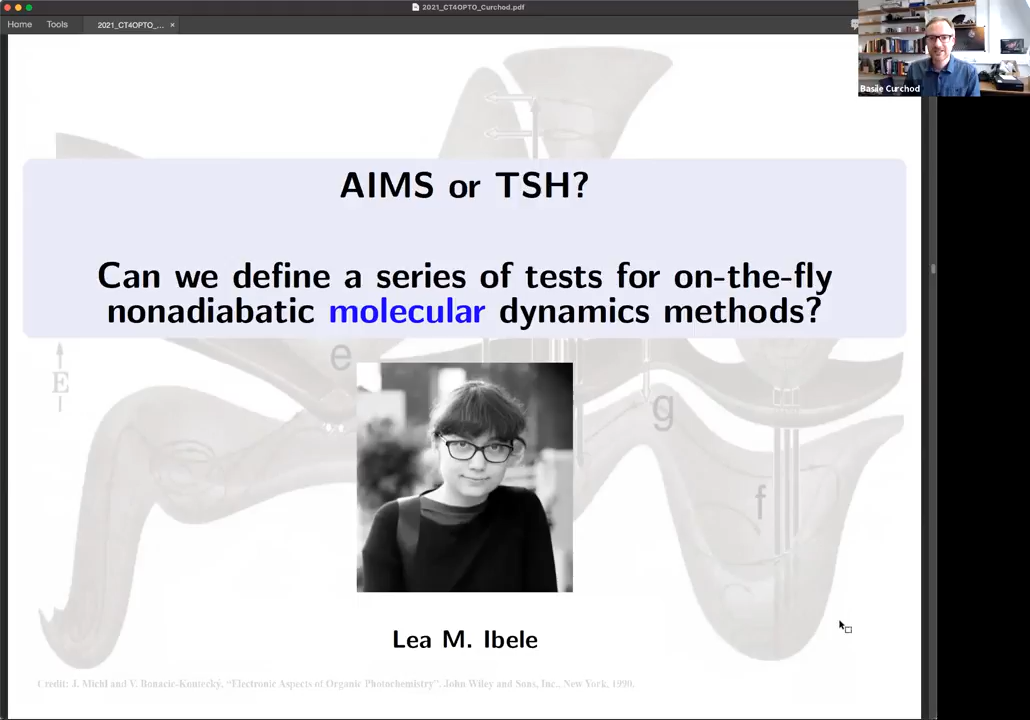 2021_CT4OPTO_Curchod.pdf
Home Tools 2021_CT4OPTO_... ×
Basile Curchod
AIMS or TSH?
Can we define a series of tests for on-the-fly
nonadiabatic molecular dynamics methods?
e
E
g
f
Lea M. Ibele
Credit: J. Michl and V. Bonacic-Koutecký, “Electronic Aspects of Organic Photochemistry”. John Wiley and Sons, Inc., New York, 1990.